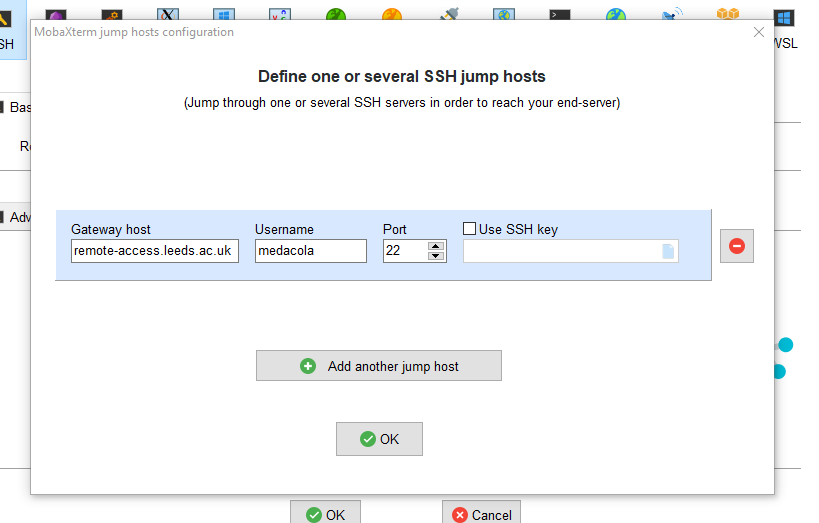 MobaXterm jump hosts configuration
SH
WSL
Define one or several SSH jump hosts
(Jump through one or several SSH servers in order to reach your end-server)
Bas
Re
Adv
Gateway host
Username
Port
Use SSH key
remote-access.leeds.ac.uk
medacola
22
Add another jump host
OK
OK
Cancel